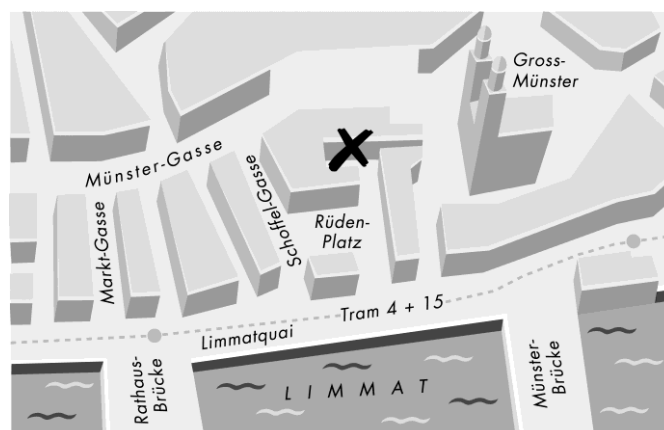 Gross-
Münster
Münster-Gasse
Schoffel-Gasse
Markt-Gasse
Rüden-
Platz
Tram 4 + 15
Limmatquai
Rathaus-
Brücke
LIMMAT
Münster-
Brücke